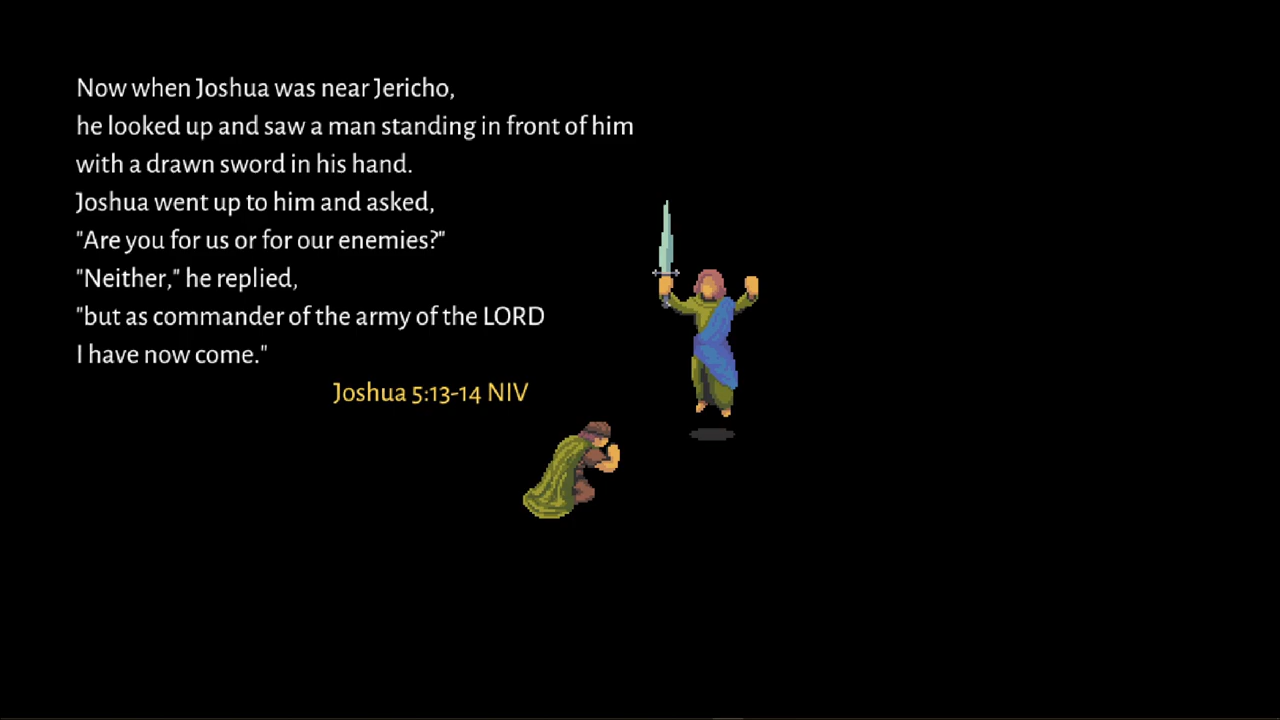 Now when Joshua was near Jericho,
he looked up and saw a man standing in front of him
with a drawn sword in his hand.
Joshua went up to him and asked,
"Are you for us or for our enemies?"
"Neither," he replied,
"but as commander of the army of the LORD
I have now come."
Joshua 5:13-14 NIV